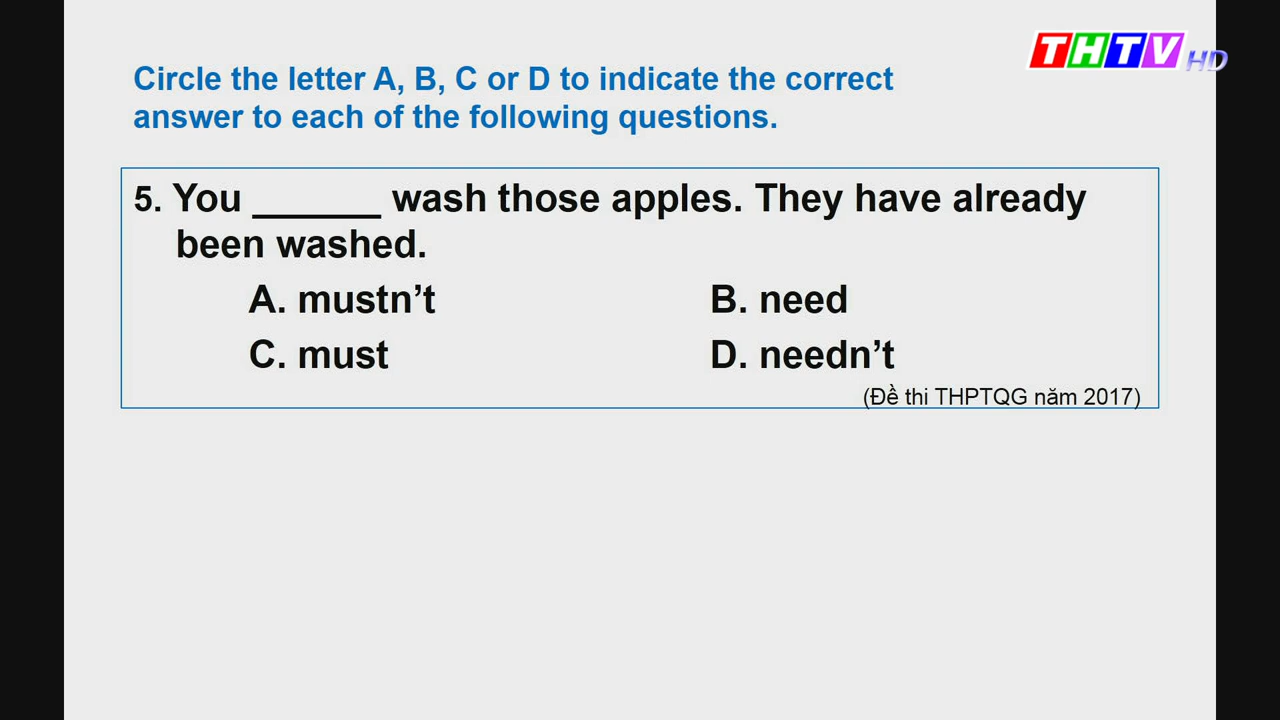 THTV HD
Circle the letter A, B, C or D to indicate the correct
answer to each of the following questions.
5. You ______ wash those apples. They have already
been washed.
A. mustn’t B. need
C. must D. needn’t
(Đề thi THPTQG năm 2017)